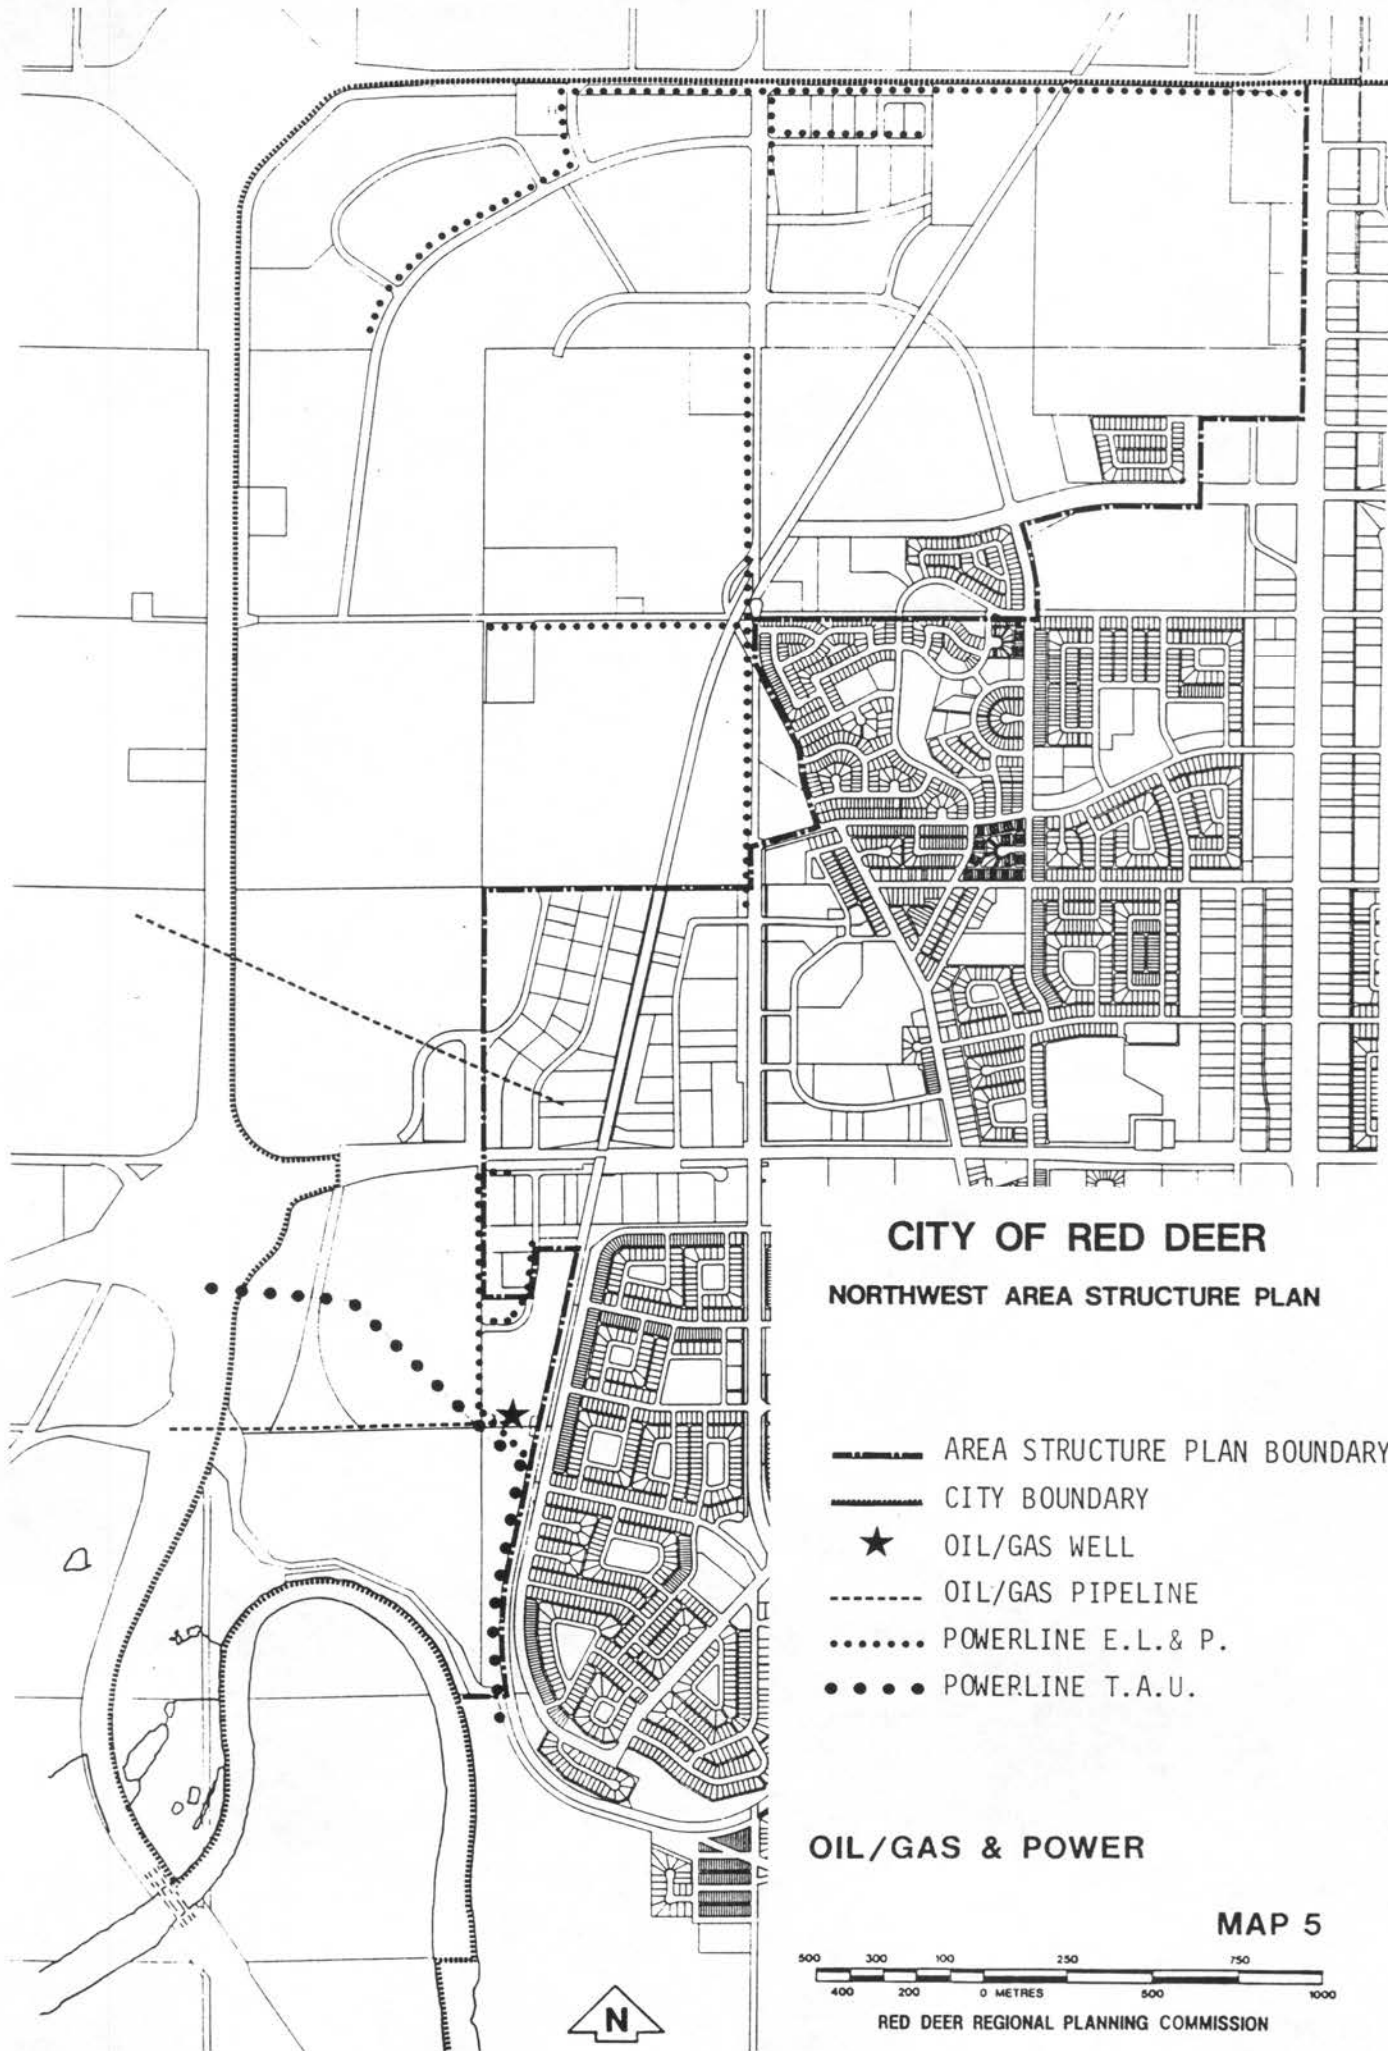 CITY OF RED DEER
NORTHWEST AREA STRUCTURE PLAN
AREA STRUCTURE PLAN BOUNDARY
CITY BOUNDARY
OIL/GAS WELL
OIL/GAS PIPELINE
POWERLINE E.L.& P.
POWERLINE T.A.U.
OIL/GAS & POWER
MAP 5
500 300 100 250 750
400 200 0 METRES 500 1000
RED DEER REGIONAL PLANNING COMMISSION
N